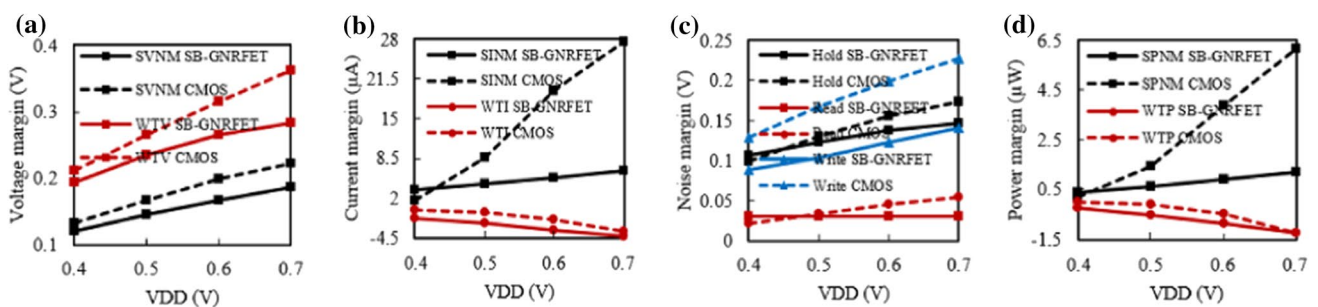 (a)
Voltage margin (V)
0.4
0.3
0.2
0.1
SVNM SB-GNRFET
SVNM CMOS
WTV SB-GNRFET
WTV CMOS
0.4 0.5 0.6 0.7
VDD (V)
(b)
Current margin (µA)
28
21.5
15
8.5
2
-4.5
SINM SB-GNRFET
SINM CMOS
WTI SB-GNRFET
WTI CMOS
0.4 0.5 0.6 0.7
VDD (V)
(c)
Noise margin (V)
0.25
0.2
0.15
0.1
0.05
0
Hold SB-GNRFET
Hold CMOS
Read SB-GNRFET
Read CMOS
Write SB-GNRFET
Write CMOS
0.4 0.5 0.6 0.7
VDD (V)
(d)
Power margin (µW)
6.5
4.5
2.5
0.5
-1.5
SPNM SB-GNRFET
SPNM CMOS
WTP SB-GNRFET
WTP CMOS
0.4 0.5 0.6 0.7
VDD (V)